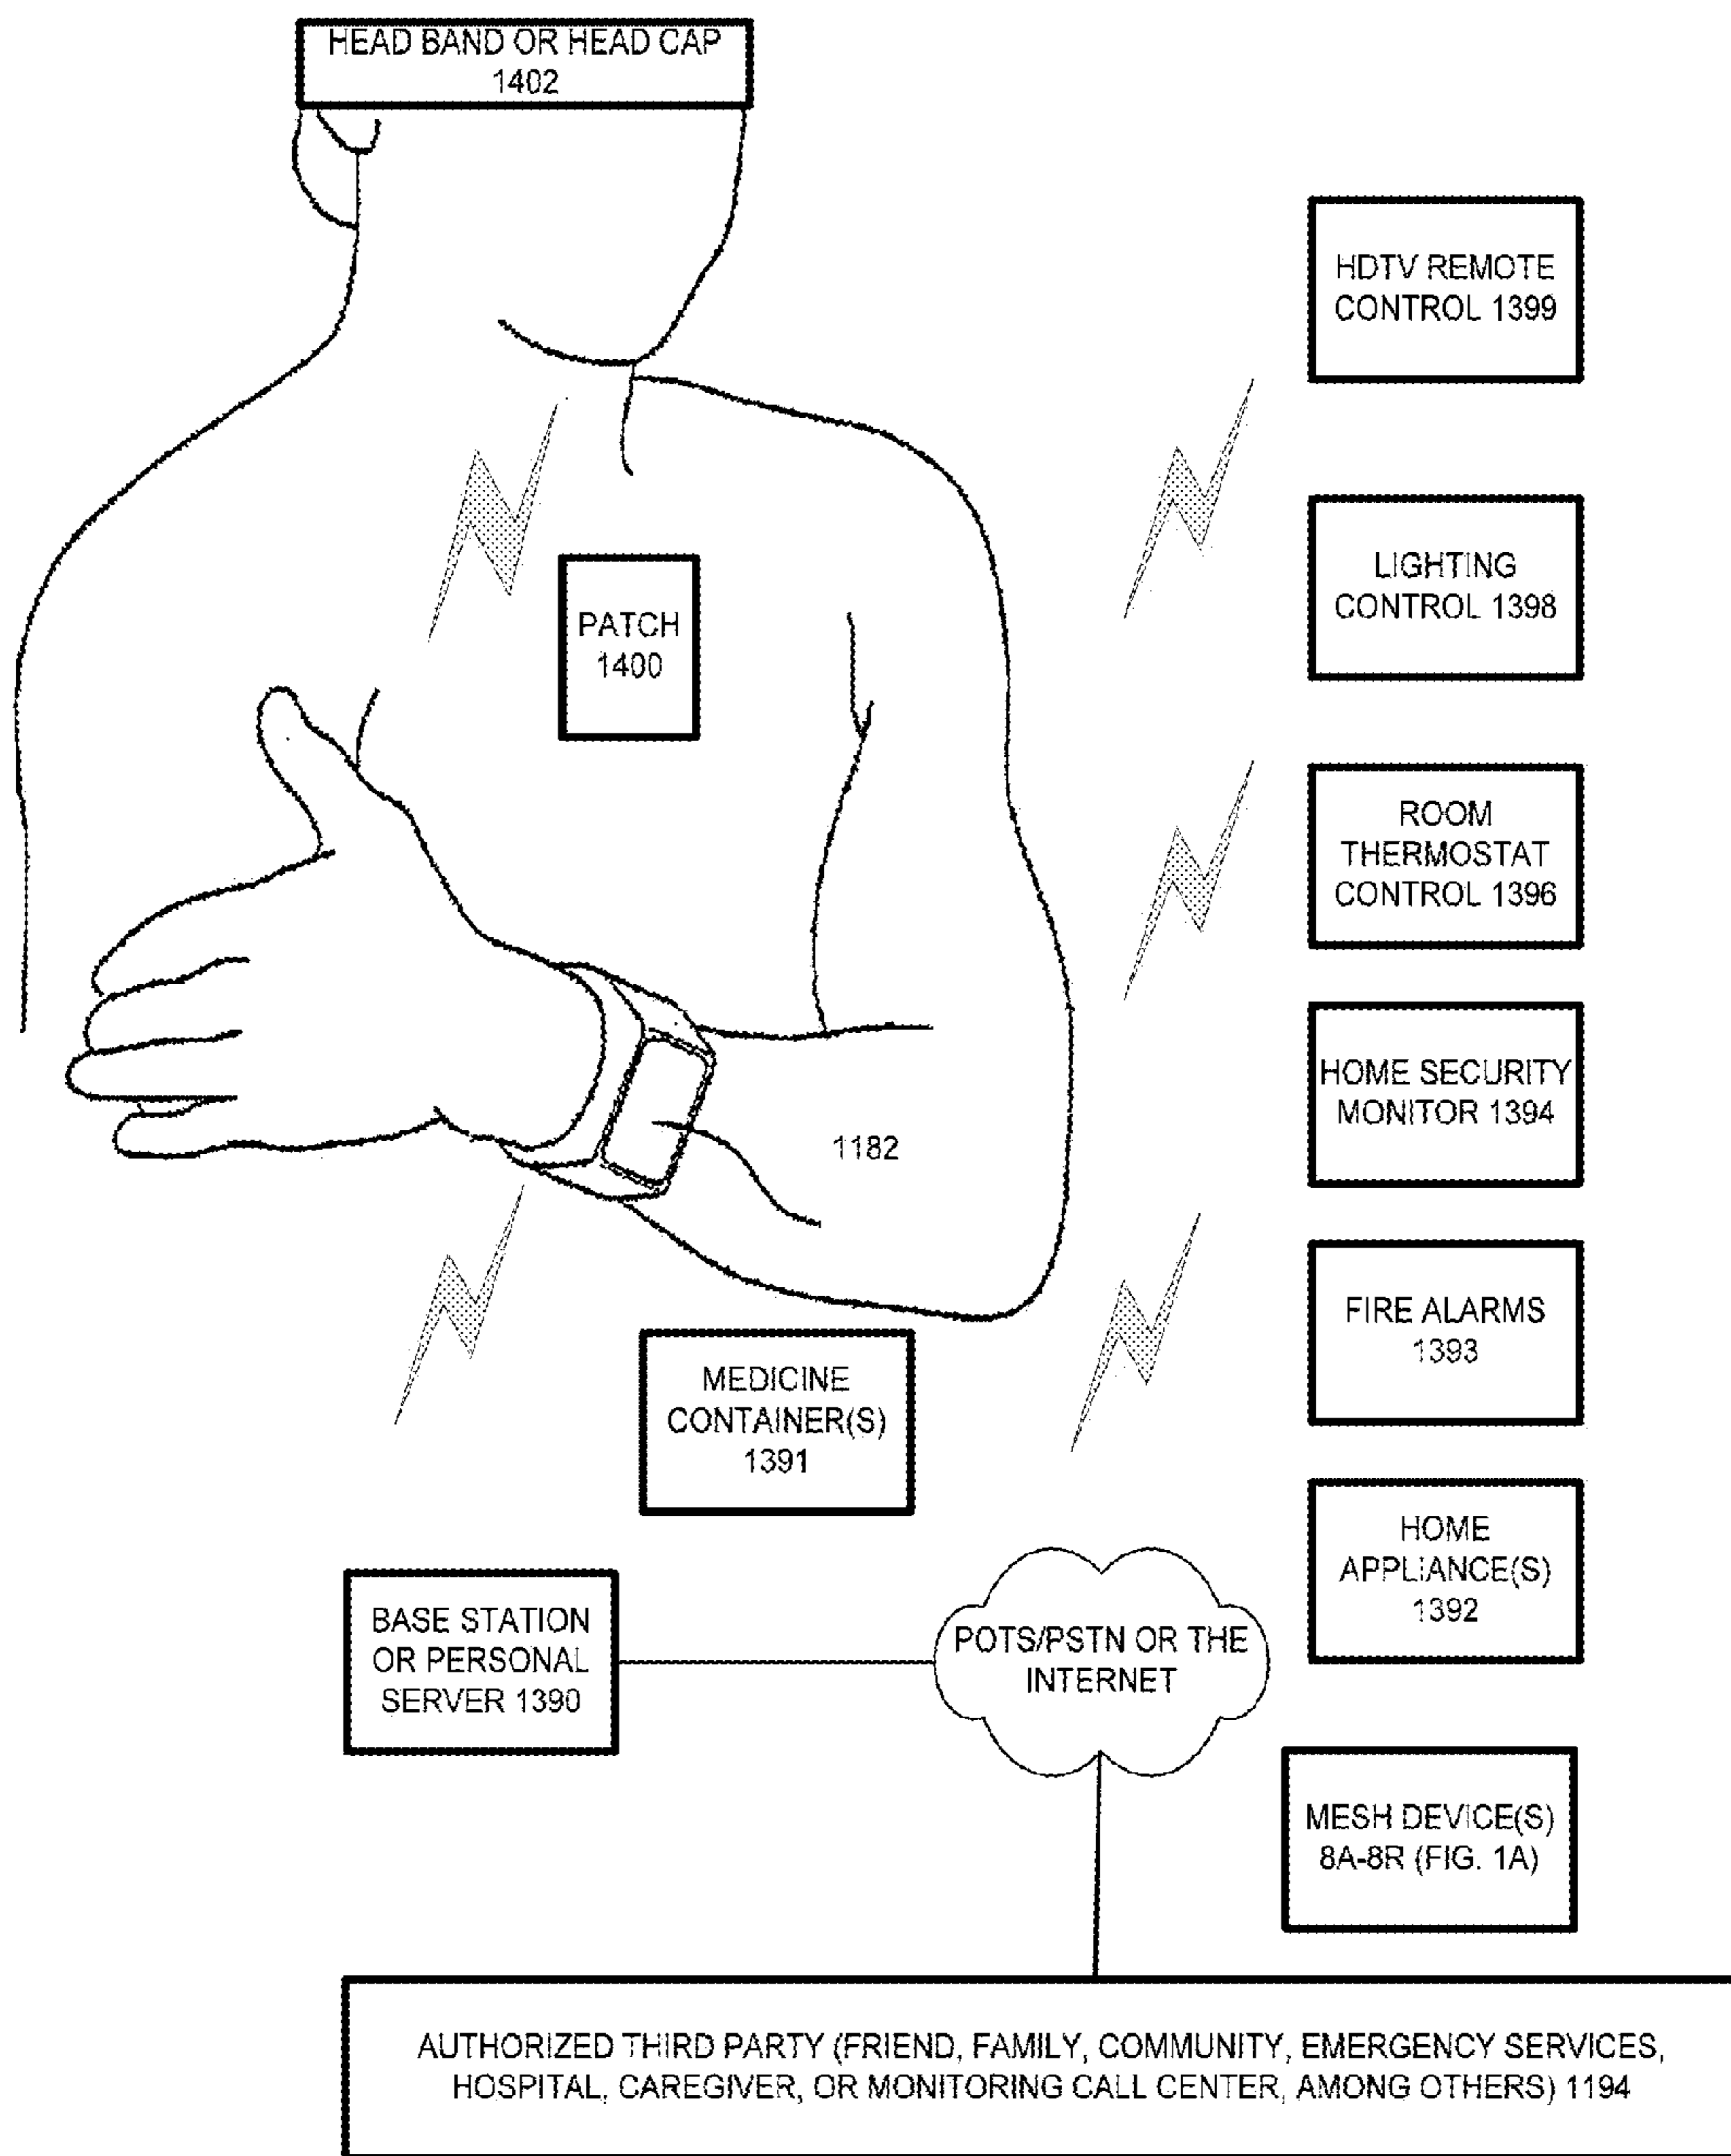 HEAD BAND OR HEAD CAP
1402
HDTV REMOTE
CONTROL 1399
LIGHTING
CONTROL 1398
PATCH
1400
ROOM
THERMOSTAT
CONTROL 1396
HOME SECURITY
MONITOR 1394
1182
FIRE ALARMS
1393
MEDICINE
CONTAINER(S)
1391
HOME
APPLIANCE(S)
1392
BASE STATION
OR PERSONAL
SERVER 1390
POTS/PSTN OR THE
INTERNET
MESH DEVICE(S)
8A-8R (FIG. 1A)
AUTHORIZED THIRD PARTY (FRIEND, FAMILY, COMMUNITY, EMERGENCY SERVICES,
HOSPITAL, CAREGIVER, OR MONITORING CALL CENTER, AMONG OTHERS) 1194